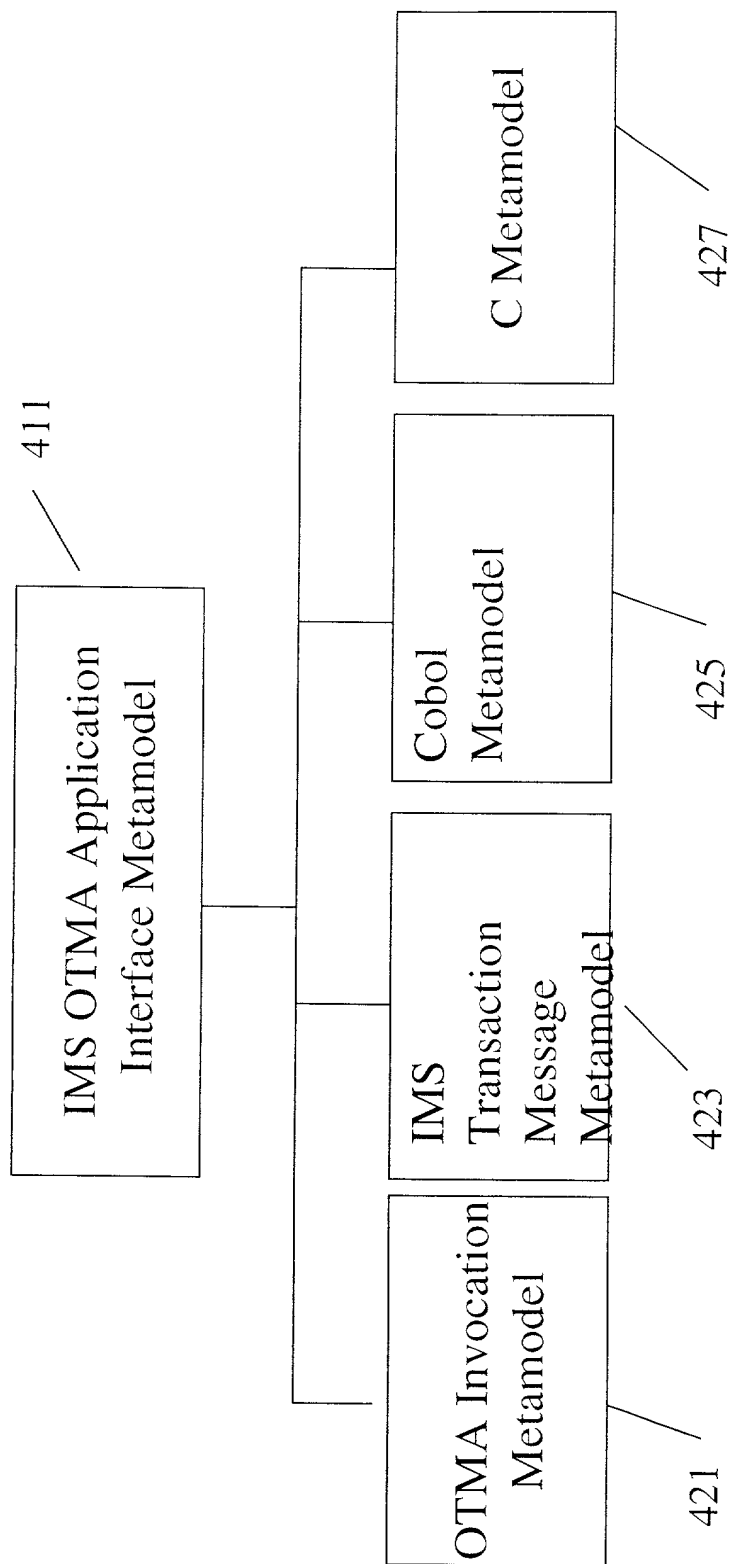 IMS OTMA Application
Interface Metamodel
411
OTMA Invocation
Metamodel
IMS
Transaction
Message
Metamodel
Cobol
Metamodel
C Metamodel
421
423
425
427